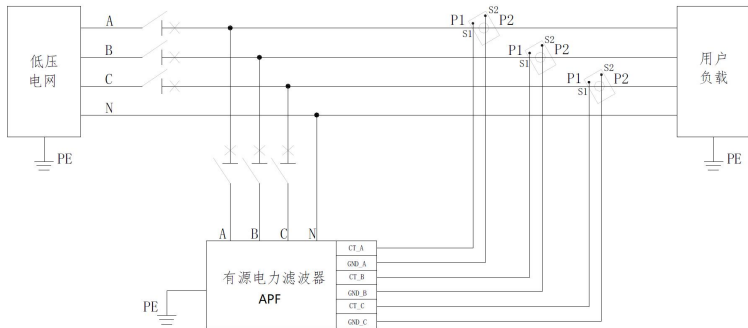 A
B
C
N
低压
电网
PE
P1
S1
S2
P2
P1
S1
S2
P2
P1
S1
S2
P2
用户
负载
PE
A
B
C
N
有源电力滤波器
APF
CT_A
GND_A
CT_B
GND_B
CT_C
GND_C
PE